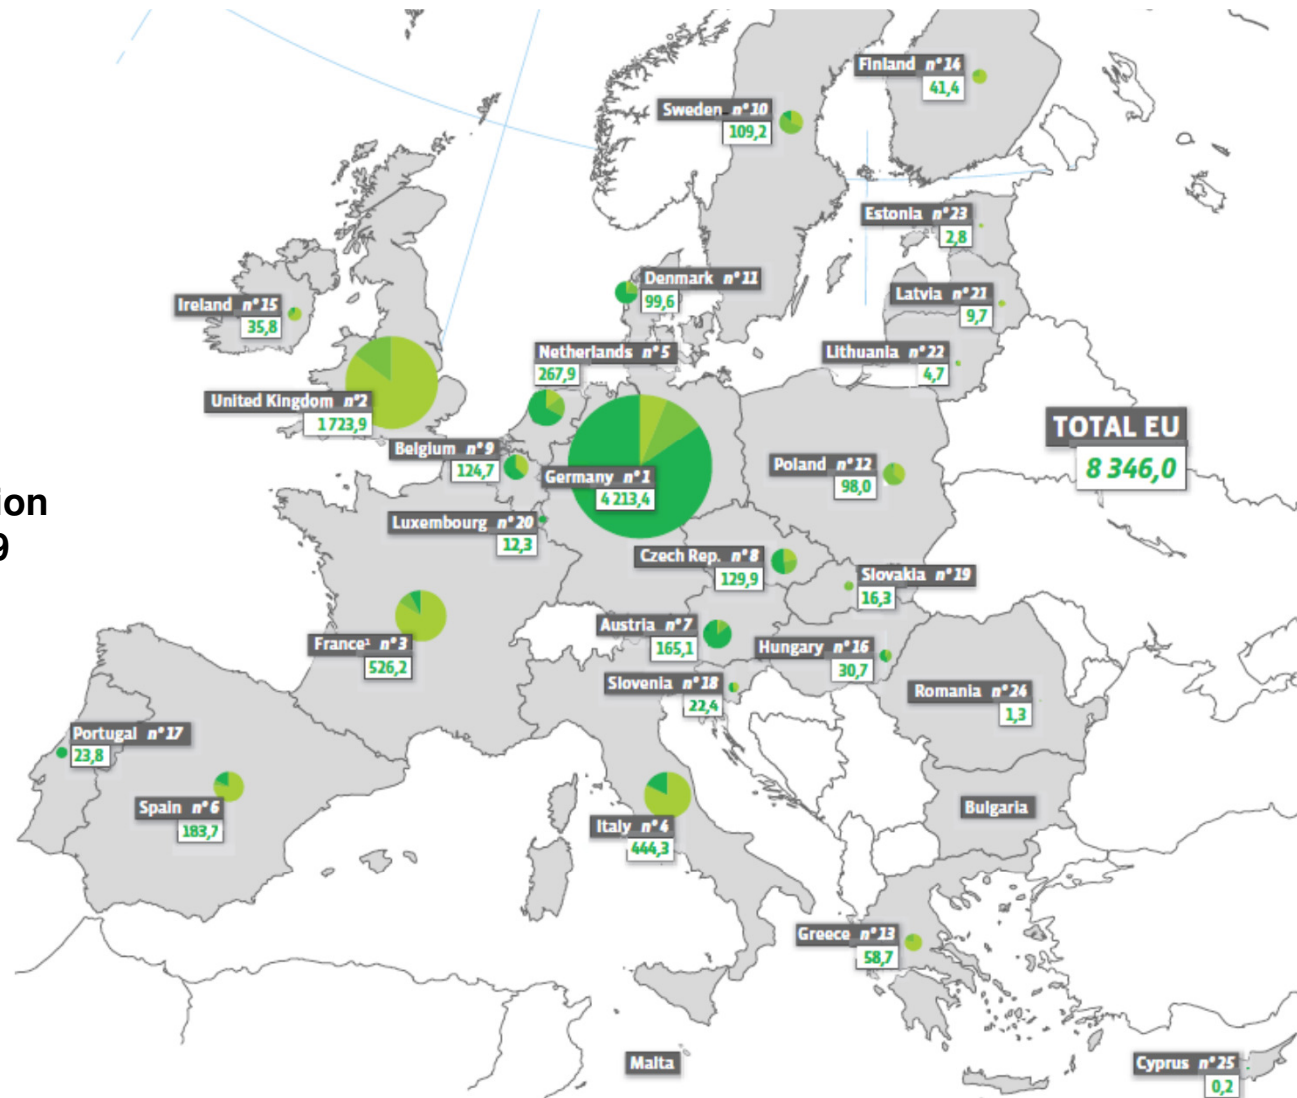 Finland n°14
41,4
Sweden n°10
109,2
Estonia n°23
2,8
Denmark n°11
99,6
Latvia n°21
9,7
Ireland n°15
35,8
Netherlands n°5
267,9
Lithuania n°22
4,7
United Kingdom n°2
1 723,9
TOTAL EU
8 346,0
Belgium n°9
124,7
Germany n°1
4 213,4
Poland n°12
98,0
ion
9
Luxembourg n°20
12,3
Czech Rep. n°8
129,9
Slovakia n°19
16,3
Austria n°7
165,1
France¹ n°3
526,2
Hungary n°16
30,7
Slovenia n°18
22,4
Romania n°24
1,3
Portugal n°17
23,8
Spain n°6
183,7
Bulgaria
Italy n°4
444,3
Greece n°13
58,7
Malta
Cyprus n°25
0,2